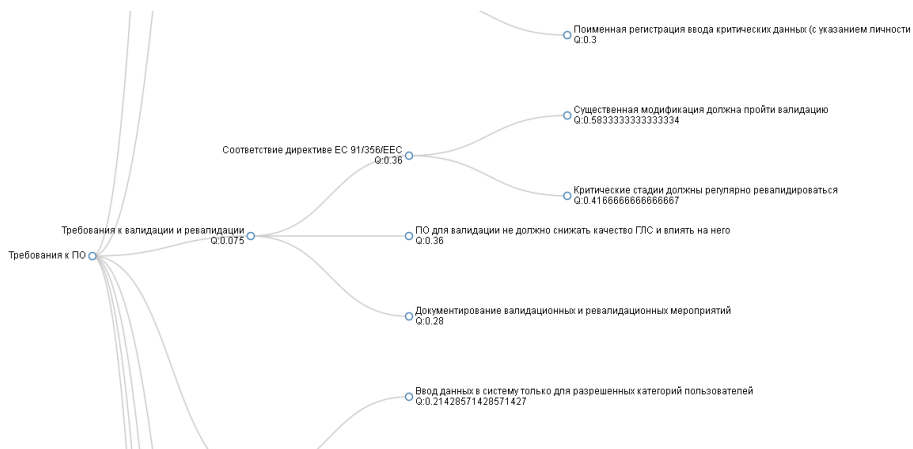 Поименная регистрация ввода критических данных (с указанием личности
Q:0.3
Существенная модификация должна пройти валидацию
Q:0.5833333333333334
Соответствие директиве ЕС 91/356/ЕЕС
Q:0.36
Критические стадии должны регулярно ревалидироваться
Q:0.4166666666666667
Требования к валидации и ревалидации
Q:0.075
ПО для валидации не должно снижать качество ГЛС и влиять на него
Q:0.36
Требования к ПО
Документирование валидационных и ревалидационных мероприятий
Q:0.28
Ввод данных в систему только для разрешенных категорий пользователей
Q:0.21428571428571427